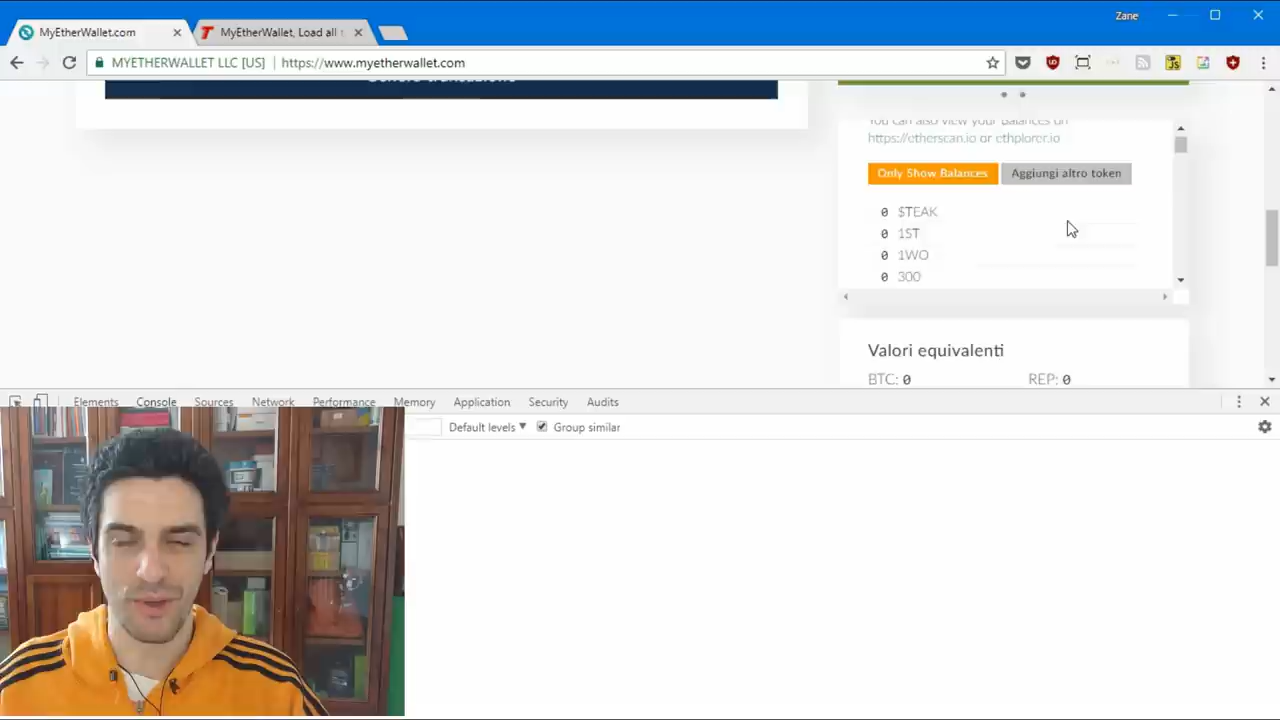 Zane
MyEtherWallet.com
MyEtherWallet, Load all
MYETHERWALLET LLC [US] | https://www.myetherwallet.com
You can also view your Balances on
https://etherscan.io or ethplorer.io
Only Show Balances
Aggiungi altro token
0 $TEAK
0 1ST
0 1WO
0 300
Valori equivalenti
BTC: 0
REP: 0
Elements Console Sources Network Performance Memory Application Security Audits
Default levels ▼ Group similar